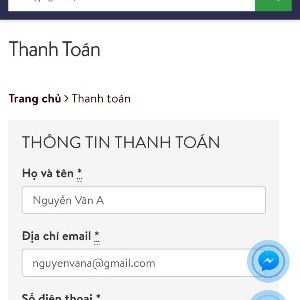 Thanh Toán
Trang chủ > Thanh toán
THÔNG TIN THANH TOÁN
Họ và tên *
Nguyễn Văn A
Địa chỉ email *
nguyenvana@gmail.com
Số điện thoại *